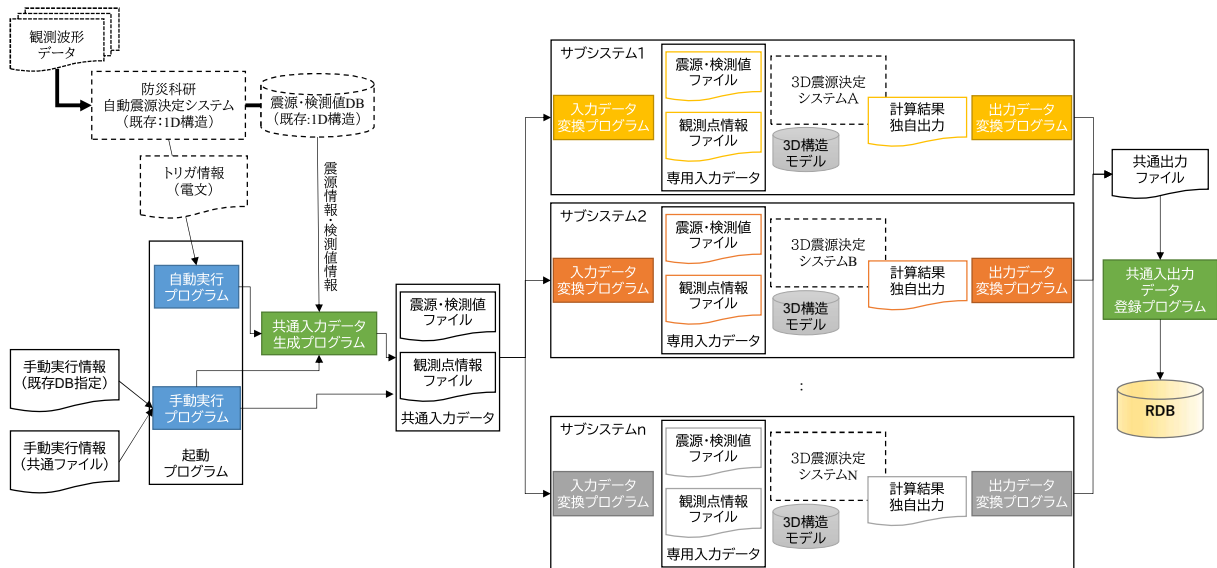 観測波形
データ
防災科研
自動震源決定システム
（既存：1D構造）
震源・検測値DB
（既存:1D構造）
トリガ情報
（電文）
震源情報・検測値情報
自動実行
プログラム
手動実行
プログラム
起動
プログラム
手動実行情報
（既存DB指定）
手動実行情報
（共通ファイル）
共通入力データ
生成プログラム
震源・検測値
ファイル
観測点情報
ファイル
共通入力データ
サブシステム1
入力データ
変換プログラム
震源・検測値
ファイル
観測点情報
ファイル
専用入力データ
3D震源決定
システムA
3D構造
モデル
計算結果
独自出力
出力データ
変換プログラム
サブシステム2
入力データ
変換プログラム
震源・検測値
ファイル
観測点情報
ファイル
専用入力データ
3D震源決定
システムB
3D構造
モデル
計算結果
独自出力
出力データ
変換プログラム
：
サブシステムn
入力データ
変換プログラム
震源・検測値
ファイル
観測点情報
ファイル
専用入力データ
3D震源決定
システムN
3D構造
モデル
計算結果
独自出力
出力データ
変換プログラム
共通出力
ファイル
共通入出力
データ
登録プログラム
RDB